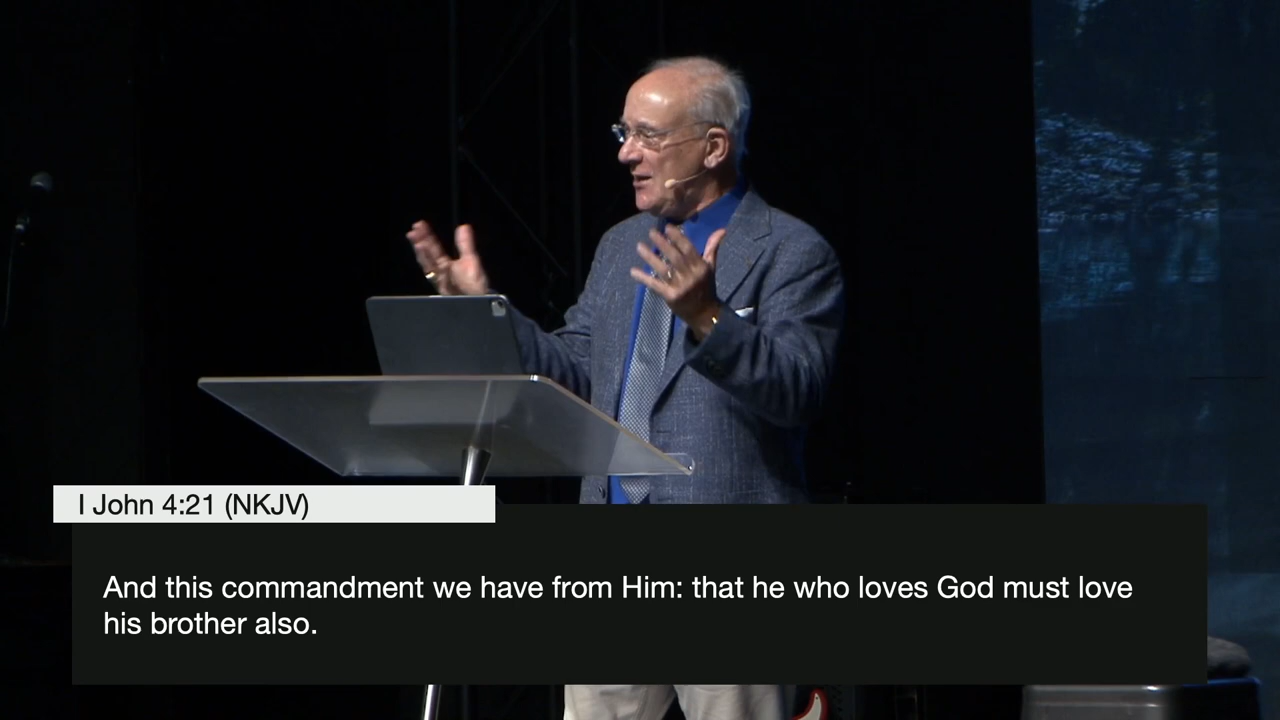 I John 4:21 (NKJV)
And this commandment we have from Him: that he who loves God must love
his brother also.